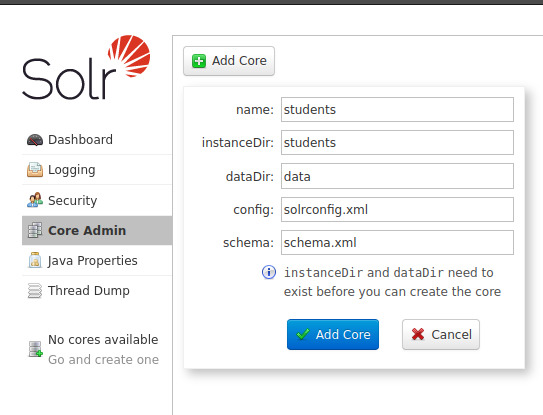 Solr
Dashboard
Logging
Security
Core Admin
Java Properties
Thread Dump
No cores available
Go and create one
Add Core
name: students
instanceDir: students
dataDir: data
config: solrconfig.xml
schema: schema.xml
instanceDir and dataDir need to
exist before you can create the core
Add Core
Cancel